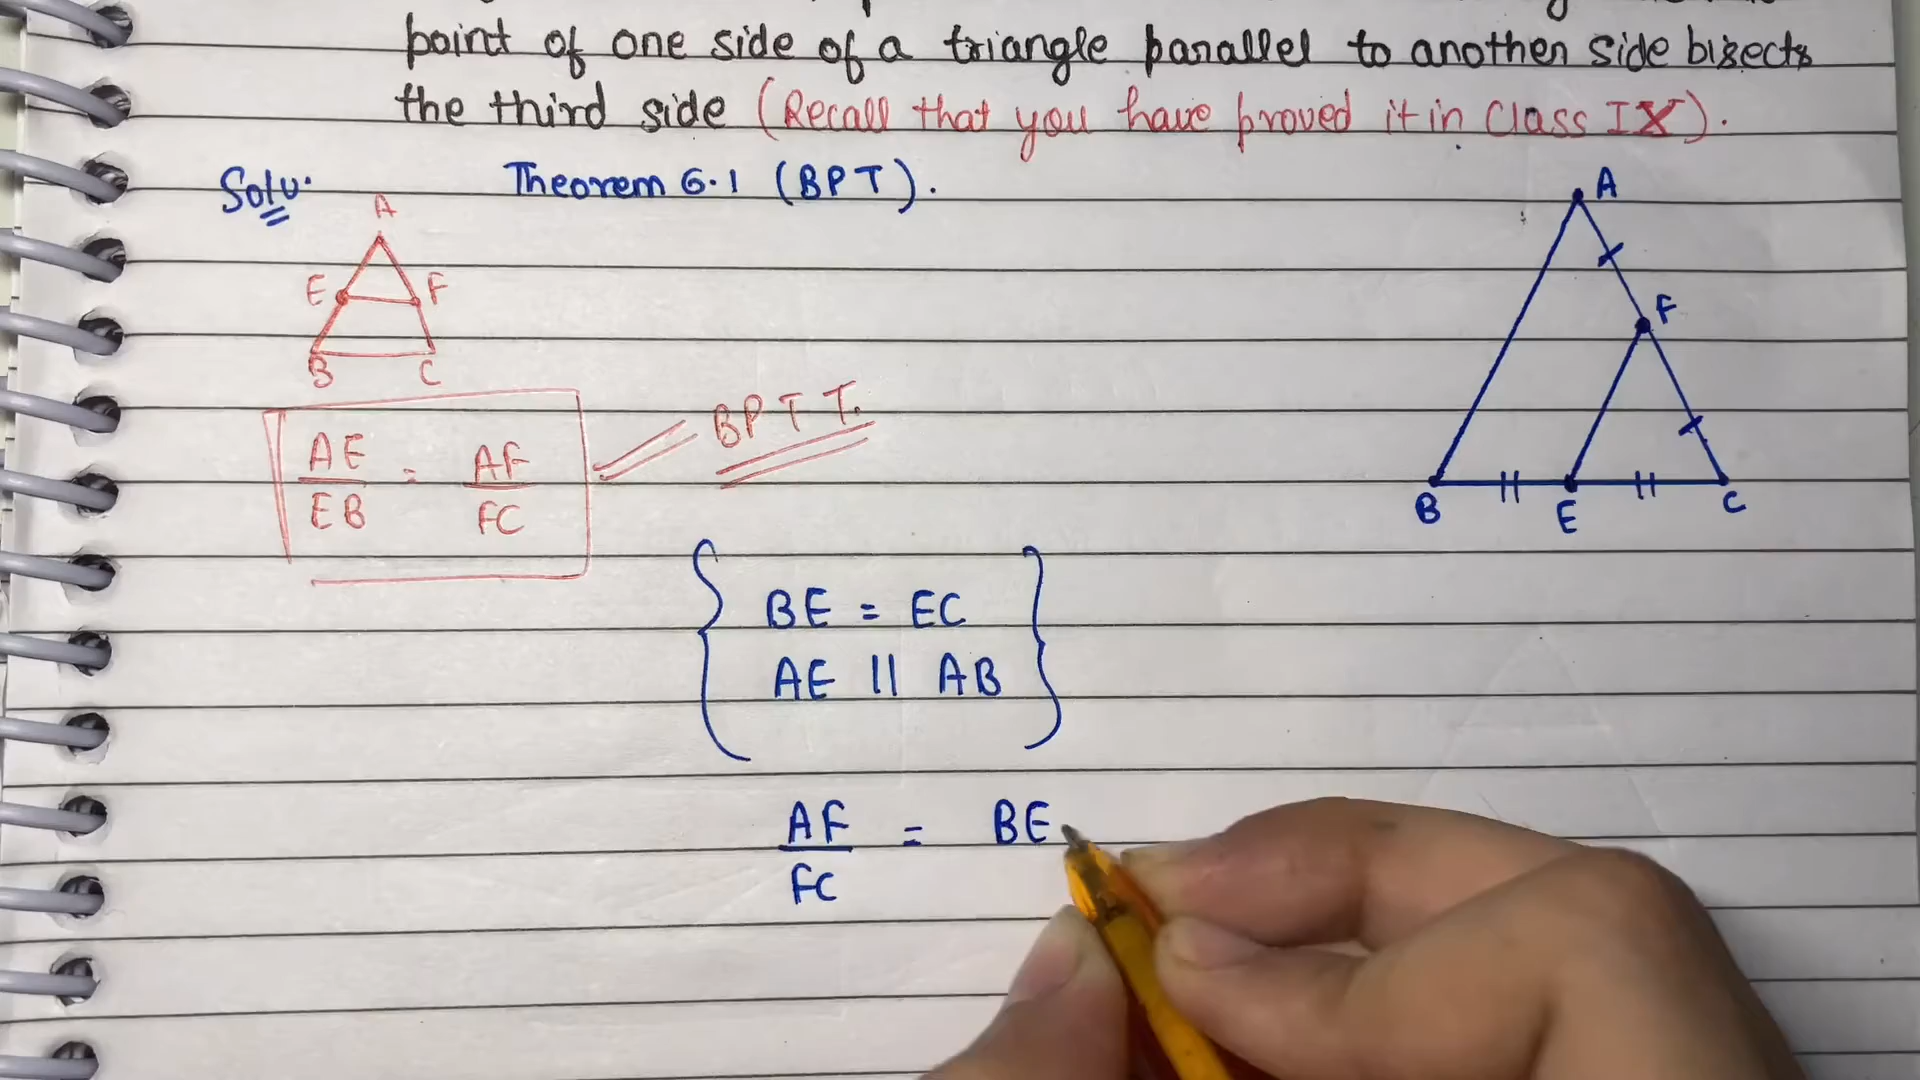 point of one side of a triangle parallel to another side bisects
the third side (Recall that you have proved it in Class IX).
Solu. Theorem 6.1 (BPT).
A
E F
B C
A
F
B E C
AE/EB = AF/FC
BPTT.
BE = EC
AE || AB
AF/FC = BE